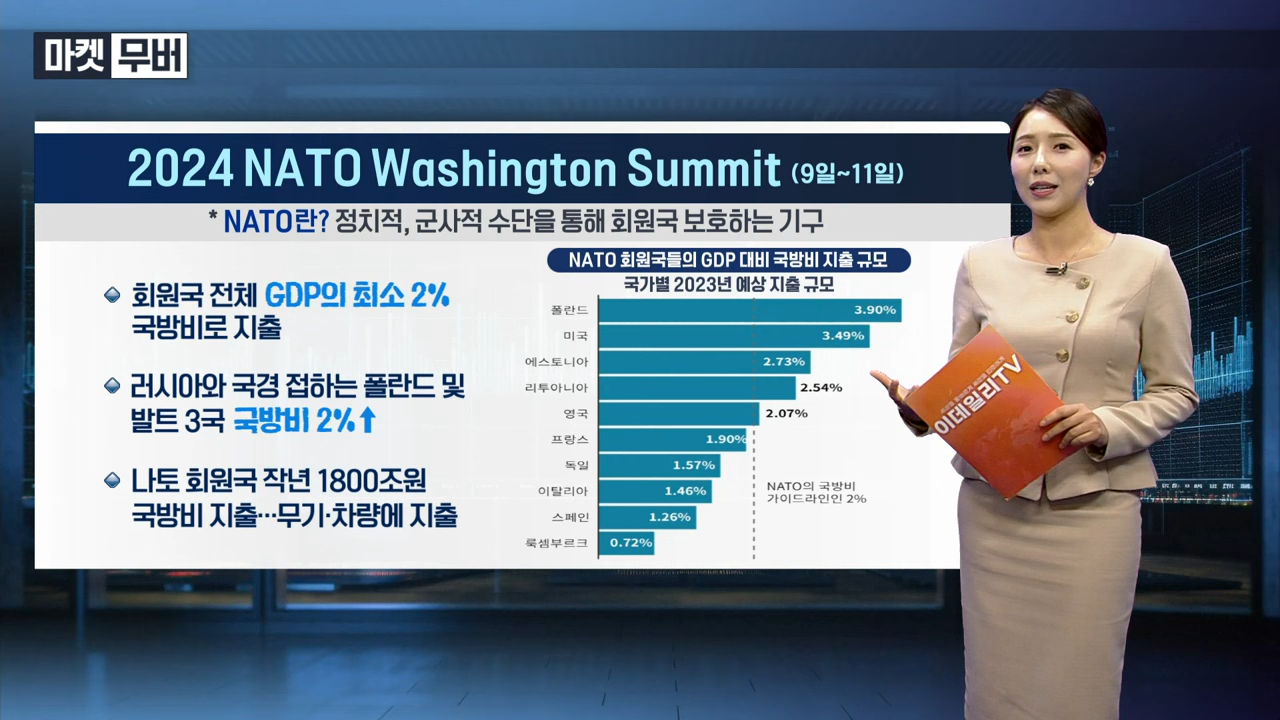 마켓무버
2024 NATO Washington Summit (9일~11일)
* NATO란? 정치적, 군사적 수단을 통해 회원국 보호하는 기구
회원국 전체 GDP의 최소 2%
국방비로 지출
러시아와 국경 접하는 폴란드 및
발트 3국 국방비 2%↑
나토 회원국 작년 1800조원
국방비 지출···무기·차량에 지출
NATO 회원국들의 GDP 대비 국방비 지출 규모
국가별 2023년 예상 지출 규모
폴란드 3.90%
미국 3.49%
에스토니아 2.73%
리투아니아 2.54%
영국 2.07%
프랑스 1.90%
독일 1.57%
이탈리아 1.46%
스페인 1.26%
룩셈부르크 0.72%
NATO의 국방비
가이드라인인 2%
이데일리TV